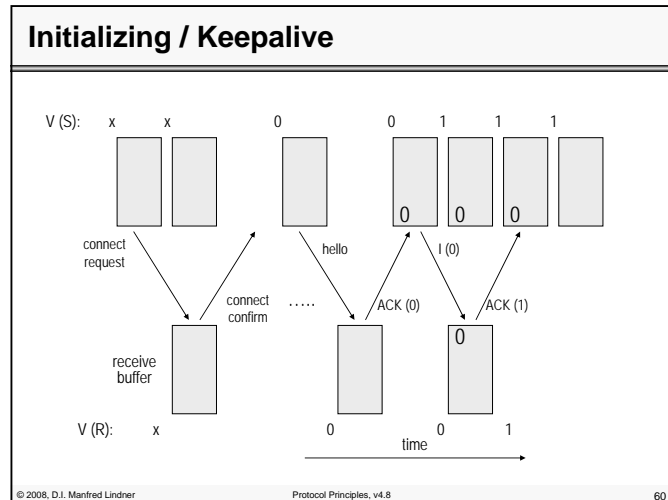 Initializing / Keepalive
V (S): x x 0 0 1 1 1
0 0 0
connect
request
hello
I (0)
connect
confirm
.....
ACK (0)
ACK (1)
receive
buffer
0
V (R): x 0 0 1
time
© 2008, D.I. Manfred Lindner
Protocol Principles, v4.8
60